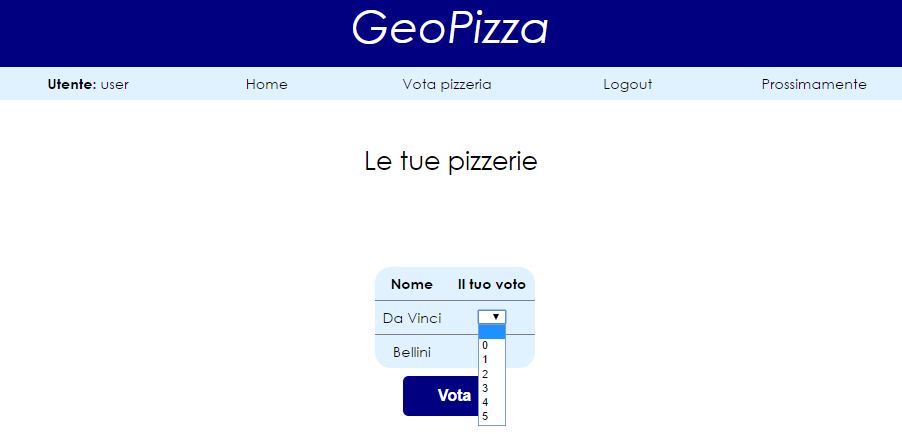 GeoPizza
Utente: user Home Vota pizzeria Logout Prossimamente
Le tue pizzerie
Nome Il tuo voto
Da Vinci
Bellini
0
1
2
3
4
5
Vota